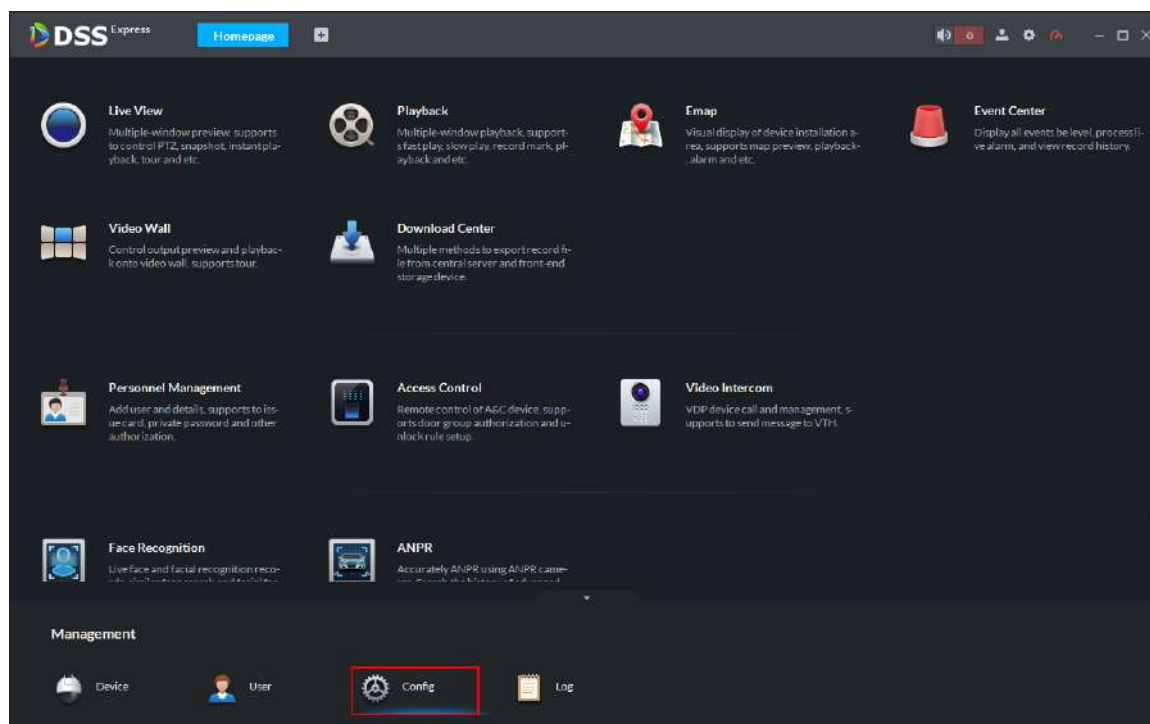 DSS Express
Homepage
0
Live View
Multiple-window preview, supports
to control PTZ, snapshot, instant pla-
yback, tour and etc.
Playback
Multiple-window playback, support-
s fast play, slow play, record mark, pl-
ayback and etc.
Emap
Visual display of device installation a-
rea, supports map preview, playback-
, alarm and etc.
Event Center
Display all events be level, process li-
ve alarm, and view record history.
Video Wall
Control output preview and playbac-
k onto video wall, supports tour.
Download Center
Multiple methods to export record fi-
le from central server and front-end
storage device.
Personnel Management
Add user and details, supports to iss-
ue card, private password and other
authorization.
Access Control
Remote control of A&C device, supp-
orts door group authorization and u-
nlock rule setup.
Video Intercom
VDP device call and management, s-
upports to send message to VTH.
Face Recognition
Live face and facial recognition reco-
ANPR
Accurately ANPR using ANPR came-
Management
Device
User
Config
Log